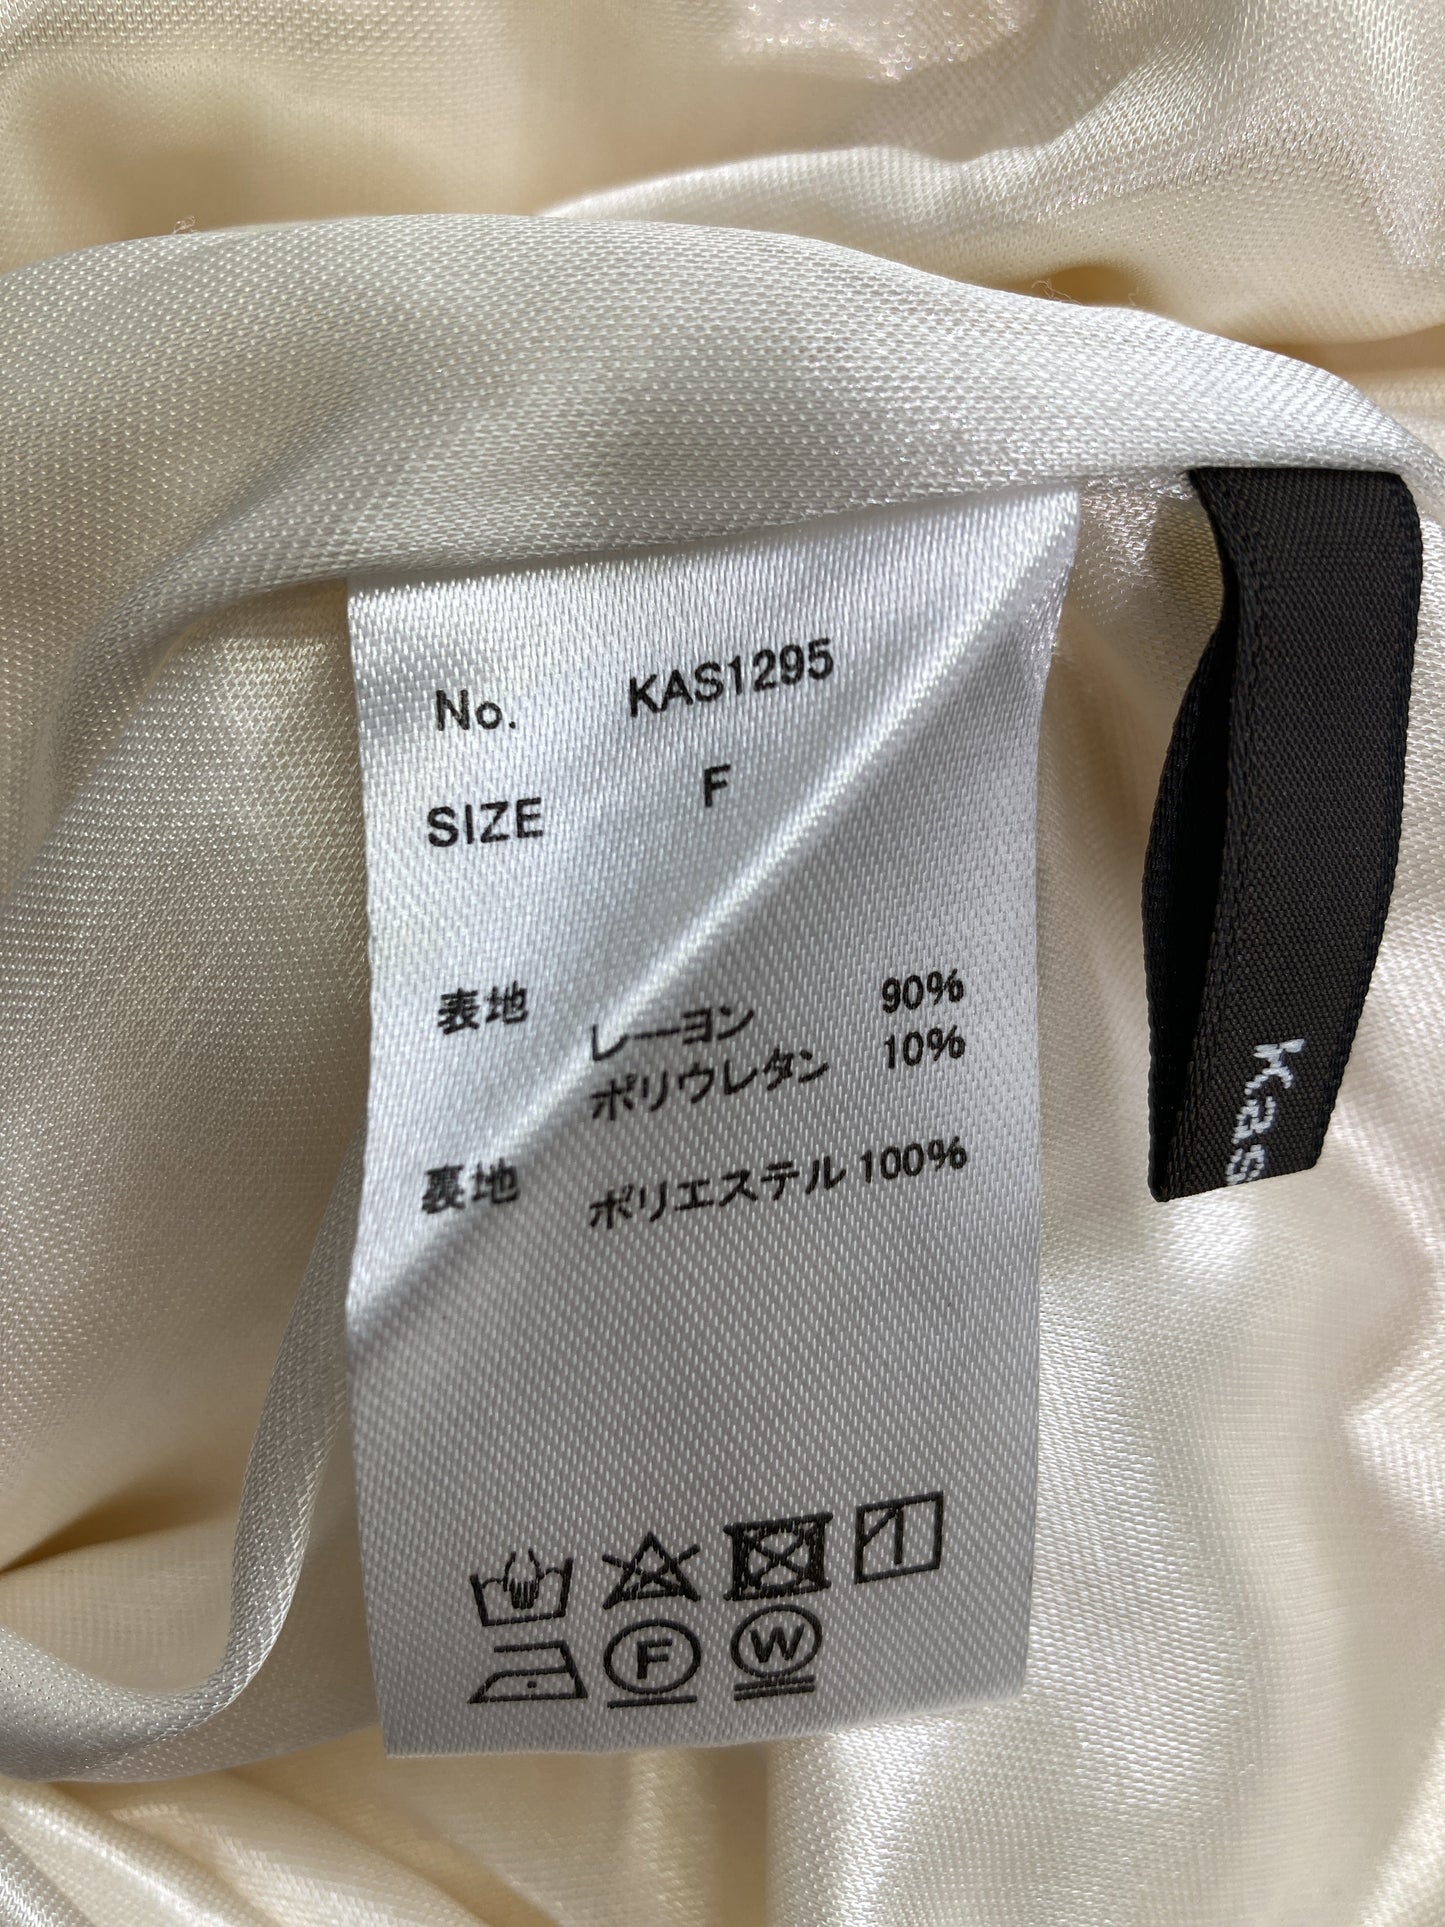 No. KAS1295
SIZE F
表地 レーヨン 90%
ポリウレタン 10%
裏地 ポリエステル 100%
F
W